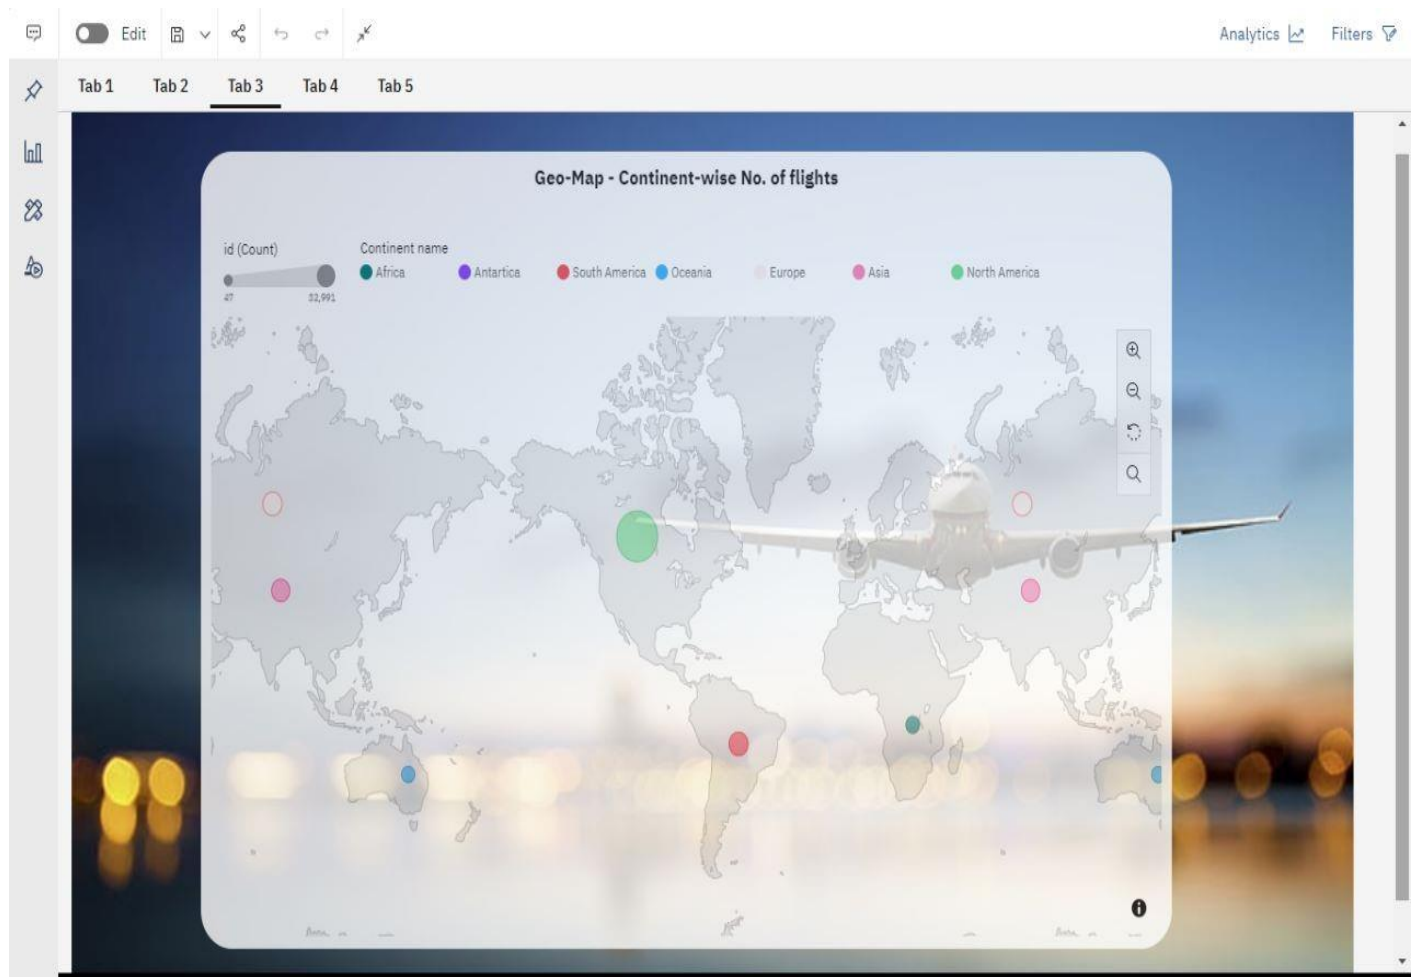 Edit
Analytics
Filters
Tab 1 Tab 2 Tab 3 Tab 4 Tab 5
Geo-Map - Continent-wise No. of flights
id (Count)
47 32,991
Continent name
Africa Antartica South America Oceania Europe Asia North America